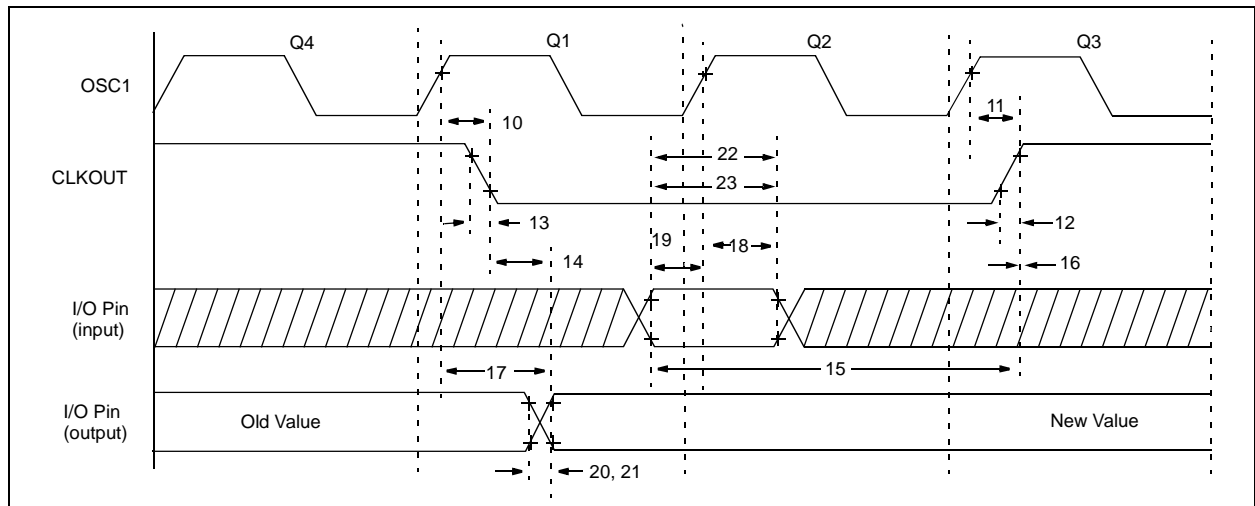 Q4 Q1 Q2 Q3
OSC1
10 11
22
CLKOUT
23
13 12
19 18
14 16
I/O Pin
(input)
17 15
I/O Pin
(output)
Old Value New Value
20, 21